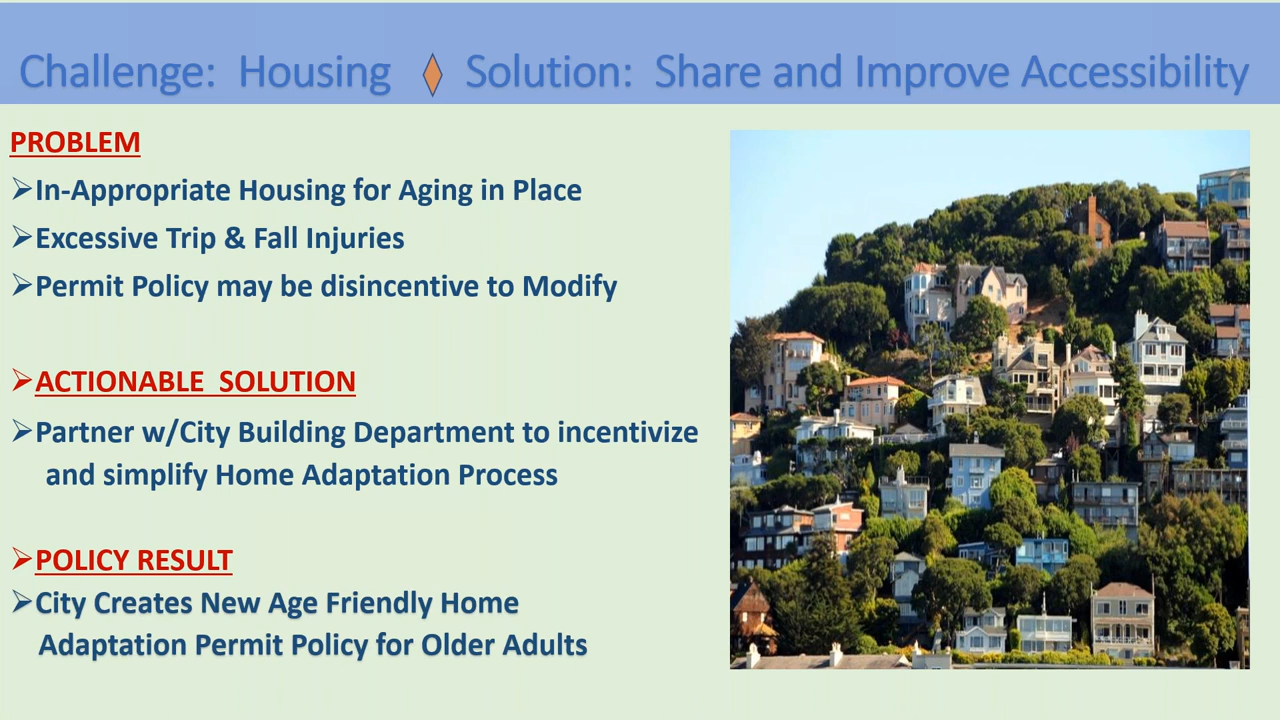 Challenge: Housing Solution: Share and Improve Accessibility
PROBLEM
➢In-Appropriate Housing for Aging in Place
➢Excessive Trip & Fall Injuries
➢Permit Policy may be disincentive to Modify
➢ACTIONABLE SOLUTION
➢Partner w/City Building Department to incentivize
and simplify Home Adaptation Process
➢POLICY RESULT
➢City Creates New Age Friendly Home
Adaptation Permit Policy for Older Adults